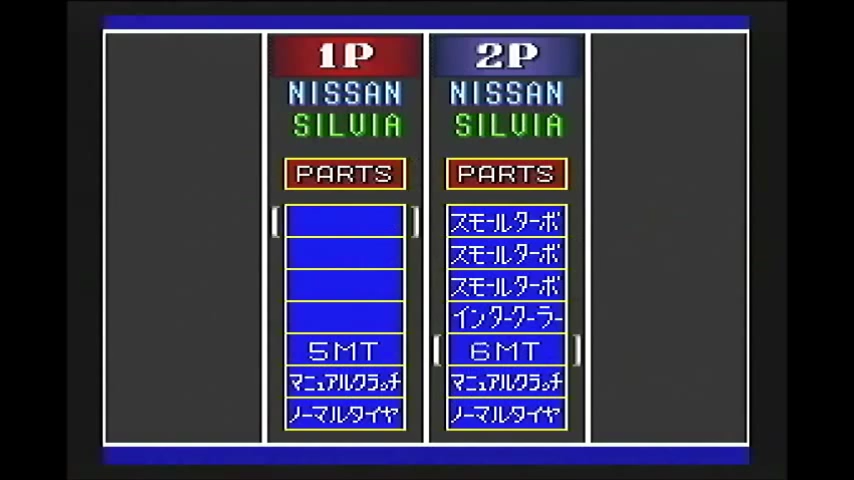 1P
NISSAN
SILVIA
PARTS
5MT
マニュアルクラッチ
ノーマルタイヤ
2P
NISSAN
SILVIA
PARTS
スモールターボ
スモールターボ
スモールターボ
インタークーラー
6MT
マニュアルクラッチ
ノーマルタイヤ